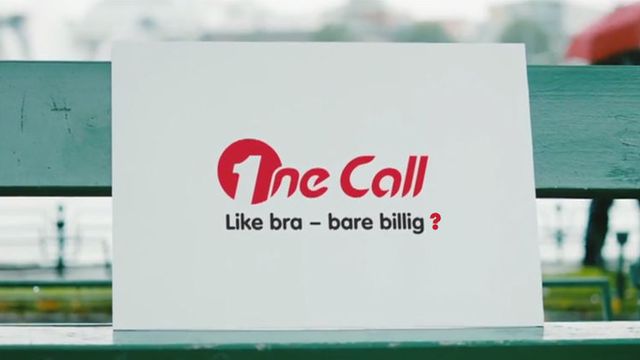 1ne Call
Like bra – bare billig?